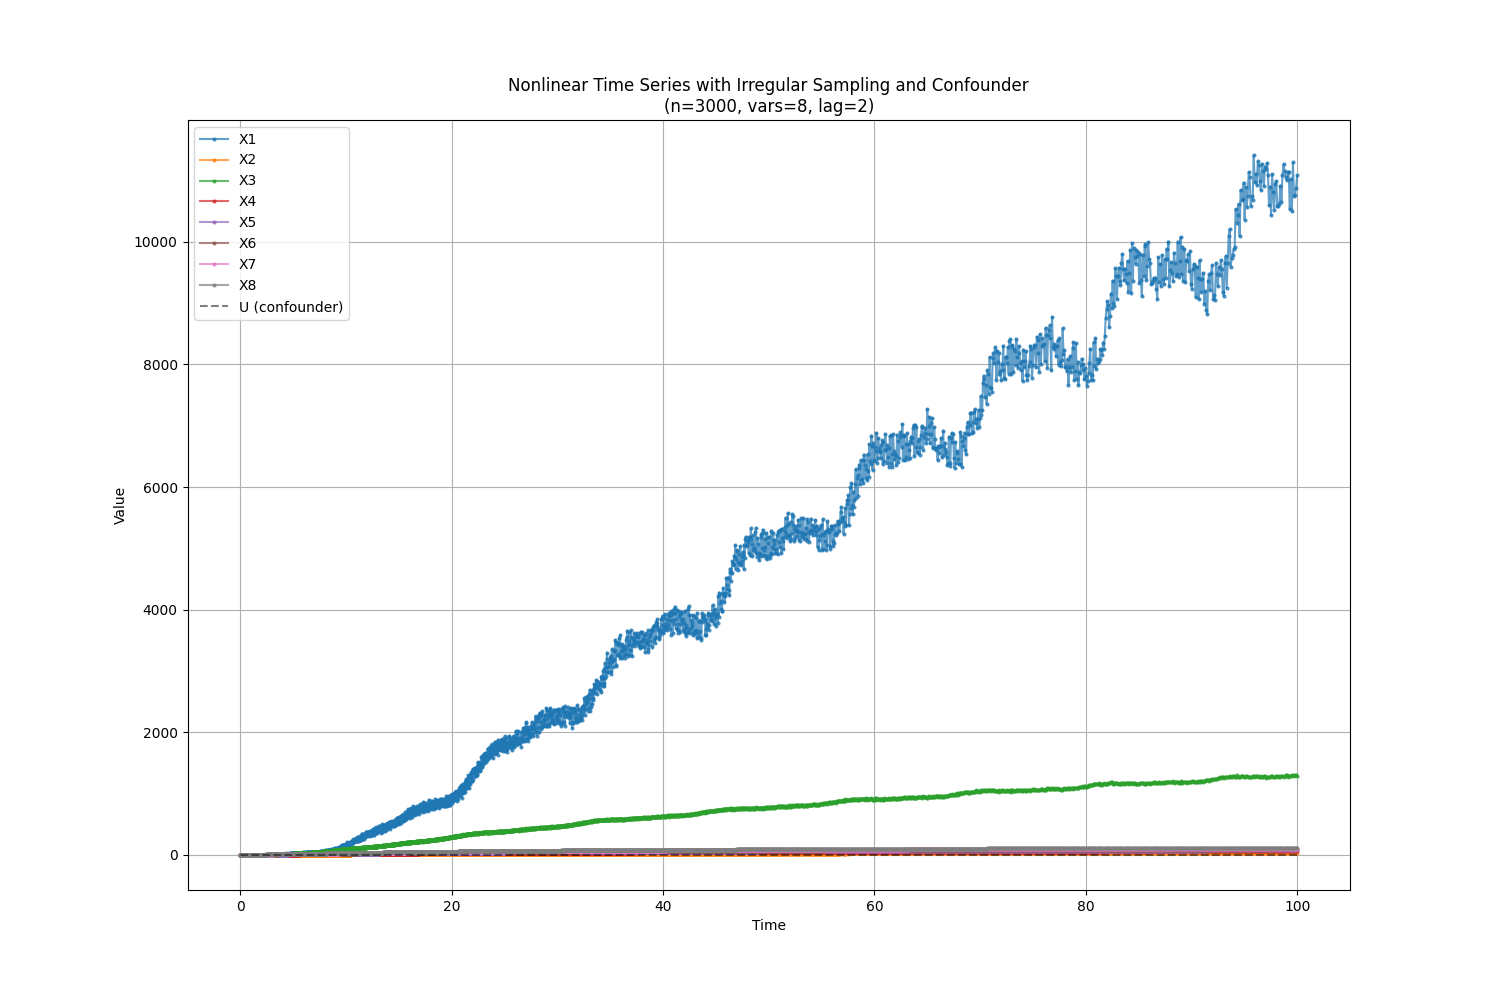 Nonlinear Time Series with Irregular Sampling and Confounder
(n=3000, vars=8, lag=2)
X1
X2
X3
X4
X5
X6
X7
X8
U (confounder)
Value
10000
8000
6000
4000
2000
0
0
20
40
60
80
100
Time